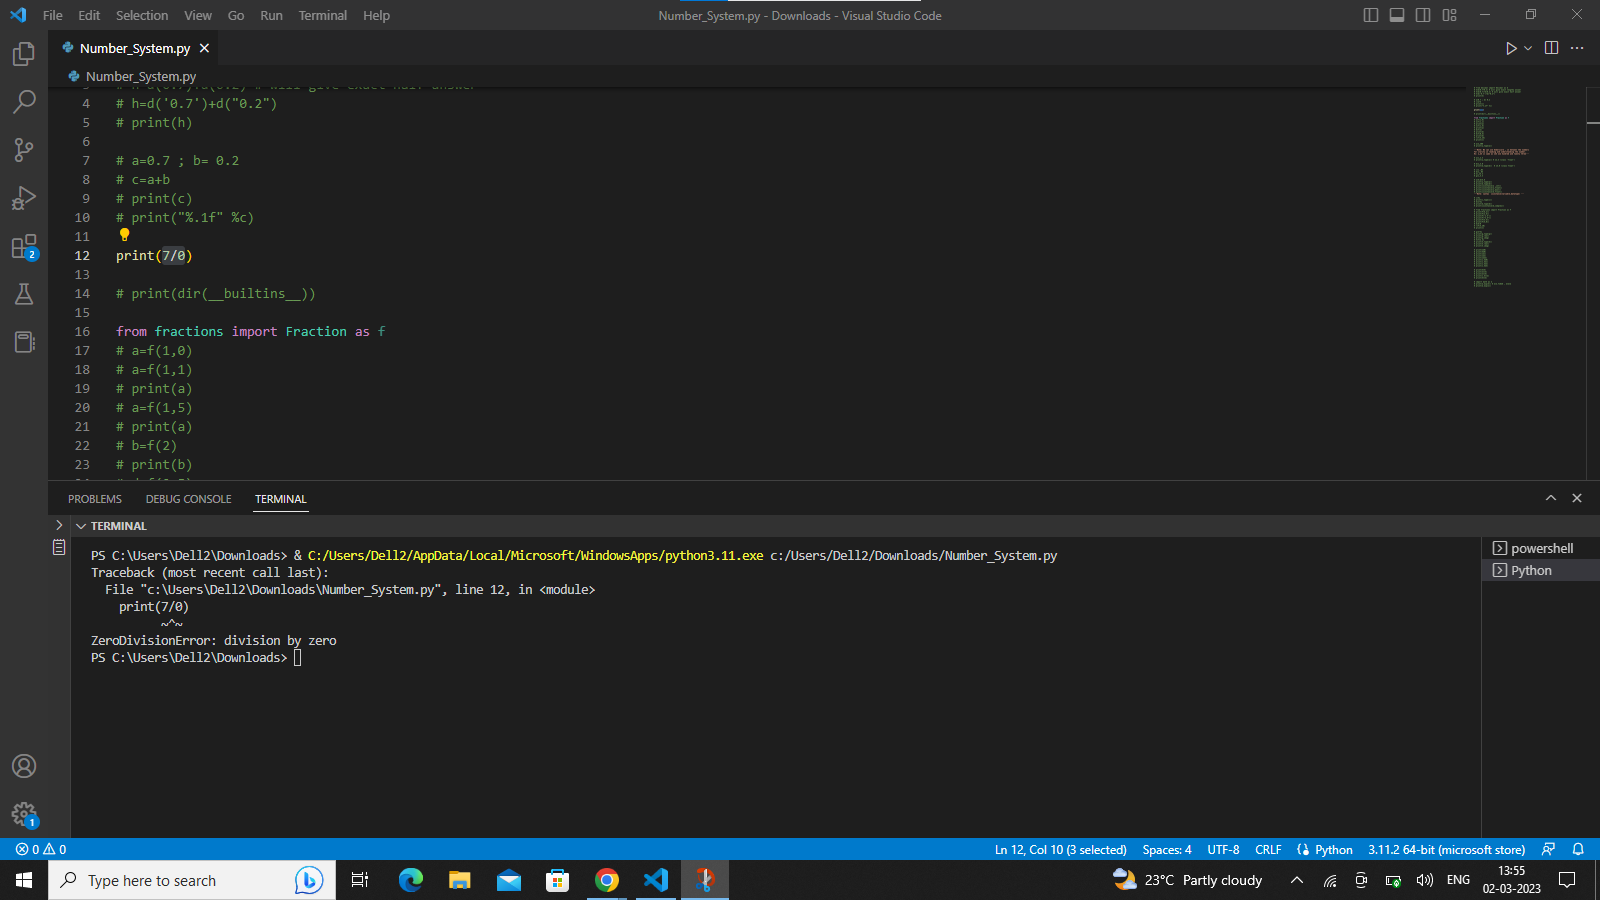 File Edit Selection View Go Run Terminal Help
Number_System.py - Downloads - Visual Studio Code
Number_System.py
Number_System.py
4 # h=d('0.7')+d("0.2")
5 # print(h)
6
7 # a=0.7 ; b= 0.2
8 # c=a+b
9 # print(c)
10 # print("%.1f" %c)
11
12 print(7/0)
13
14 # print(dir(__builtins__))
15
16 from fractions import Fraction as f
17 # a=f(1,0)
18 # a=f(1,1)
19 # print(a)
20 # a=f(1,5)
21 # print(a)
22 # b=f(2)
23 # print(b)
2
PROBLEMS DEBUG CONSOLE TERMINAL
TERMINAL
PS C:\Users\Dell2\Downloads> & C:/Users/Dell2/AppData/Local/Microsoft/WindowsApps/python3.11.exe c:/Users/Dell2/Downloads/Number_System.py
Traceback (most recent call last):
File "c:\Users\Dell2\Downloads\Number_System.py", line 12, in <module>
print(7/0)
~^~
ZeroDivisionError: division by zero
PS C:\Users\Dell2\Downloads>
powershell
Python
1
0 0
Ln 12, Col 10 (3 selected) Spaces: 4 UTF-8 CRLF Python 3.11.2 64-bit (microsoft store)
Type here to search
23°C Partly cloudy
ENG
13:55
02-03-2023